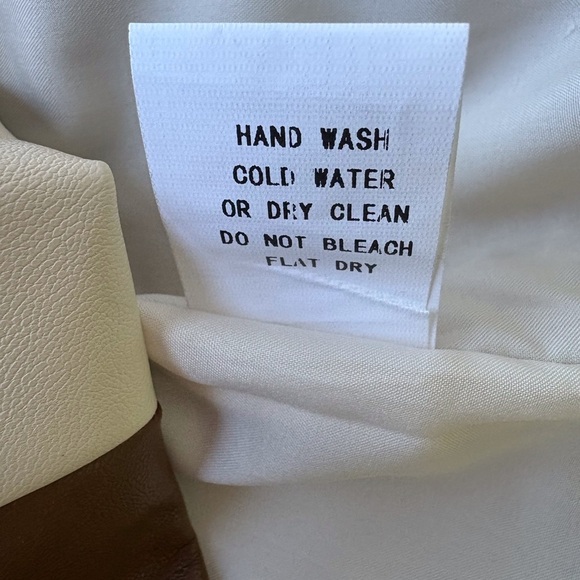 HAND WASH
COLD WATER
OR DRY CLEAN
DO NOT BLEACH
FLAT DRY